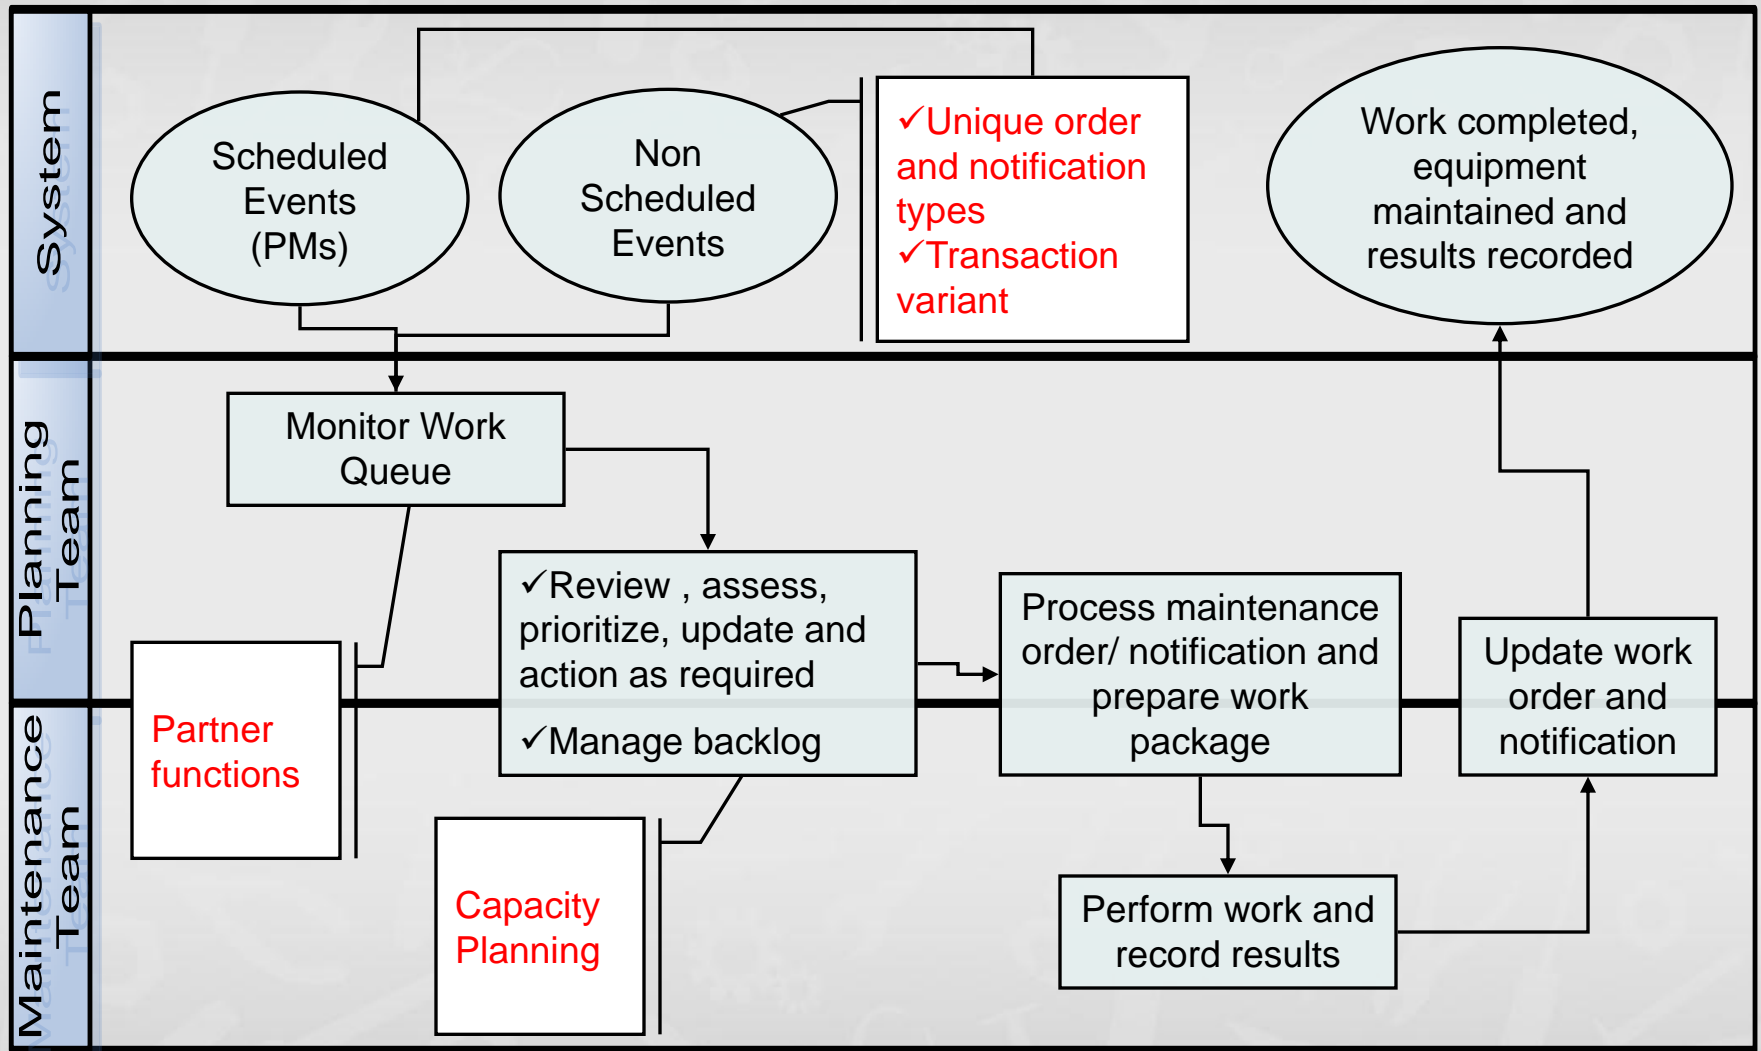 System
Scheduled
Events
(PMs)
Non
Scheduled
Events
✓Unique order
and notification
types
✓Transaction
variant
Work completed,
equipment
maintained and
results recorded
Planning
Team
Monitor Work
Queue
✓Review , assess,
prioritize, update and
action as required
✓Manage backlog
Process maintenance
order/ notification and
prepare work
package
Update work
order and
notification
Maintenance
Team
Partner
functions
Capacity
Planning
Perform work and
record results